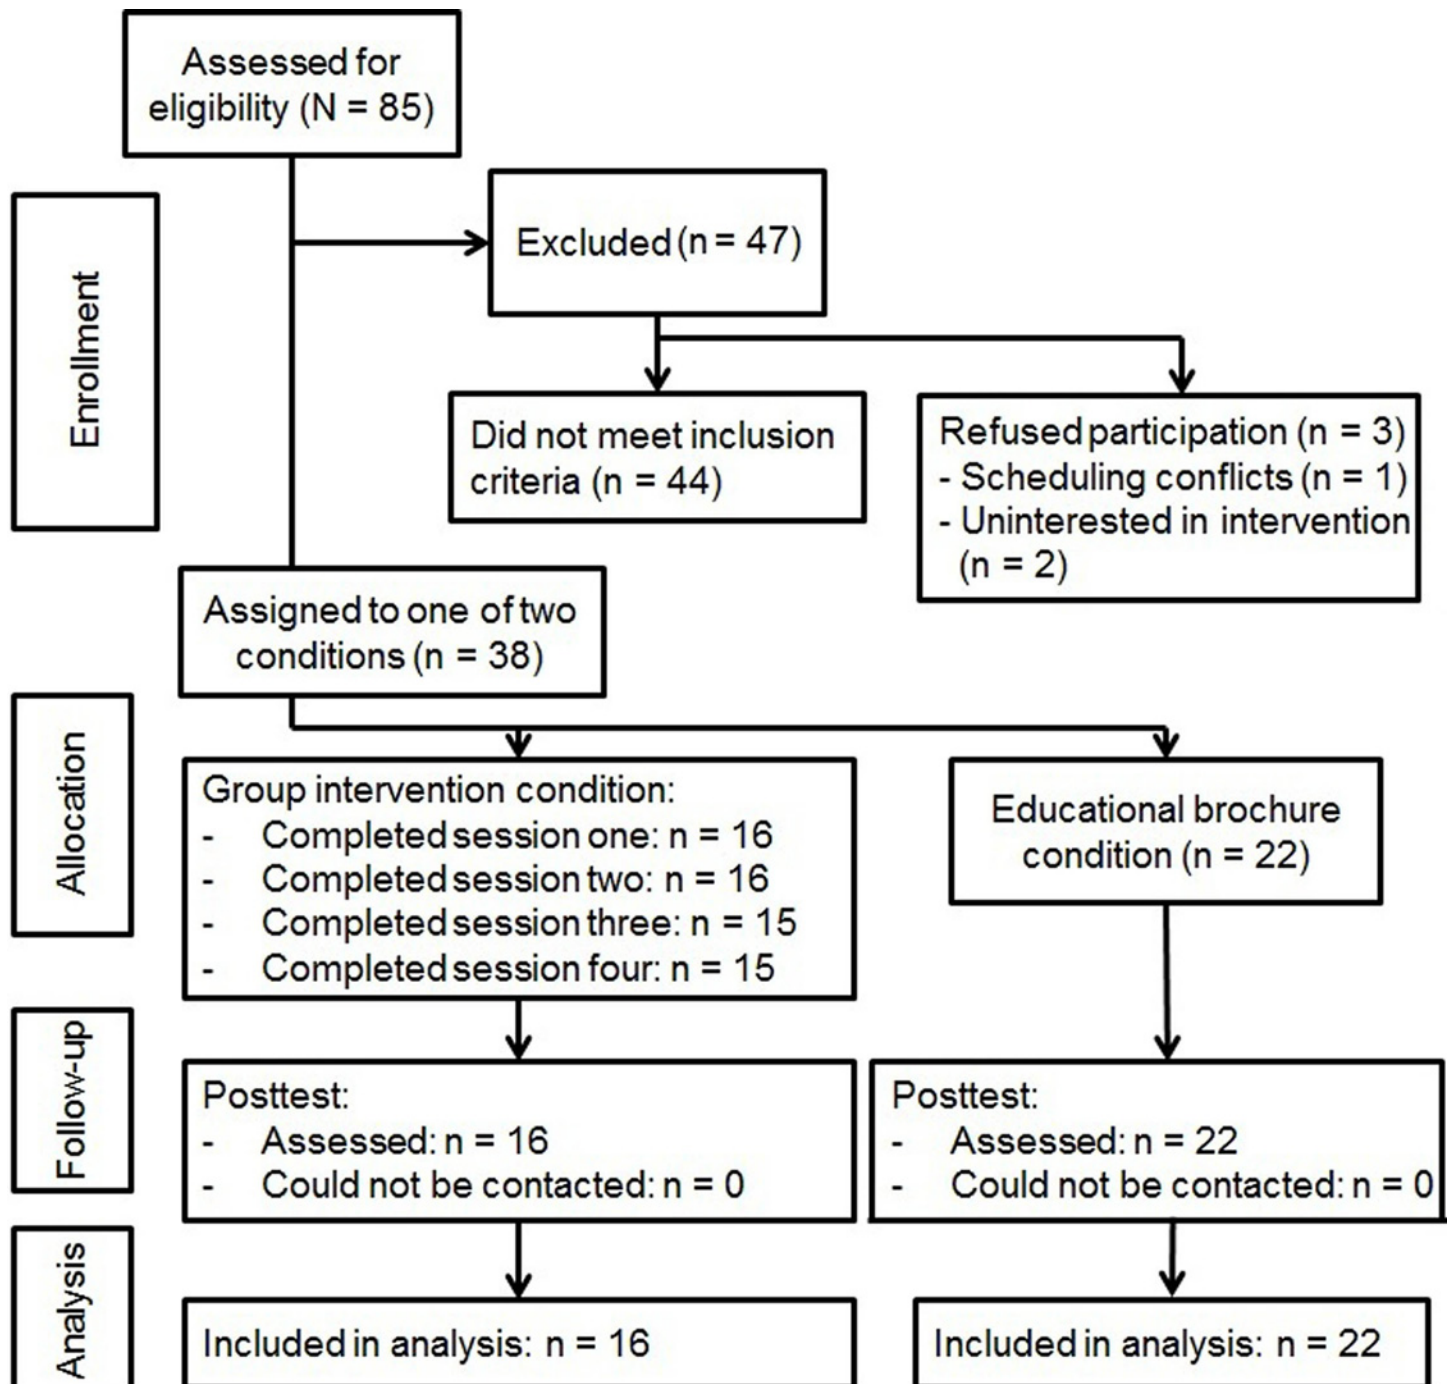 Assessed for
eligibility (N = 85)
Enrollment
Excluded (n = 47)
Did not meet inclusion
criteria (n = 44)
Refused participation (n = 3)
- Scheduling conflicts (n = 1)
- Uninterested in intervention
(n = 2)
Assigned to one of two
conditions (n = 38)
Allocation
Group intervention condition:
- Completed session one: n = 16
- Completed session two: n = 16
- Completed session three: n = 15
- Completed session four: n = 15
Educational brochure
condition (n = 22)
Follow-up
Posttest:
- Assessed: n = 16
- Could not be contacted: n = 0
Posttest:
- Assessed: n = 22
- Could not be contacted: n = 0
Analysis
Included in analysis: n = 16
Included in analysis: n = 22